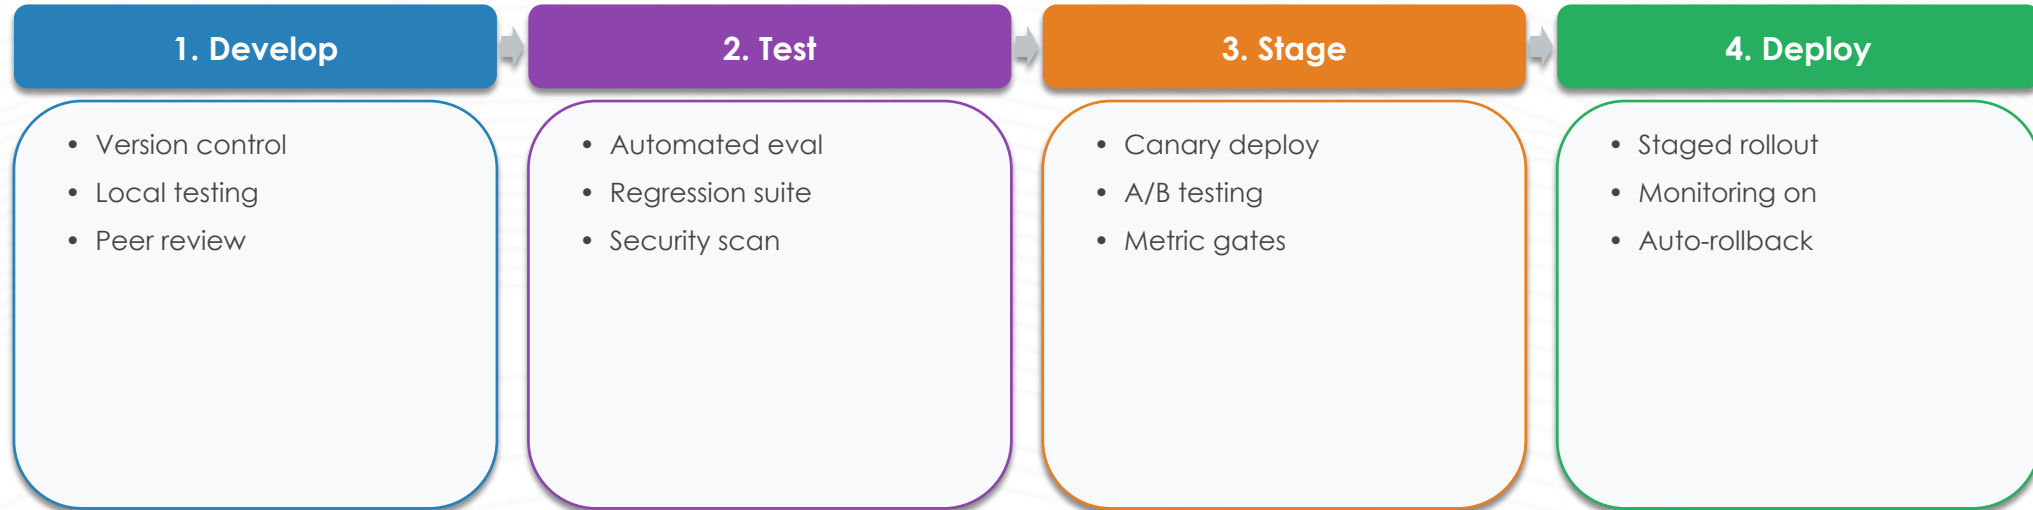 1. Develop
• Version control
• Local testing
• Peer review
2. Test
• Automated eval
• Regression suite
• Security scan
3. Stage
• Canary deploy
• A/B testing
• Metric gates
4. Deploy
• Staged rollout
• Monitoring on
• Auto-rollback